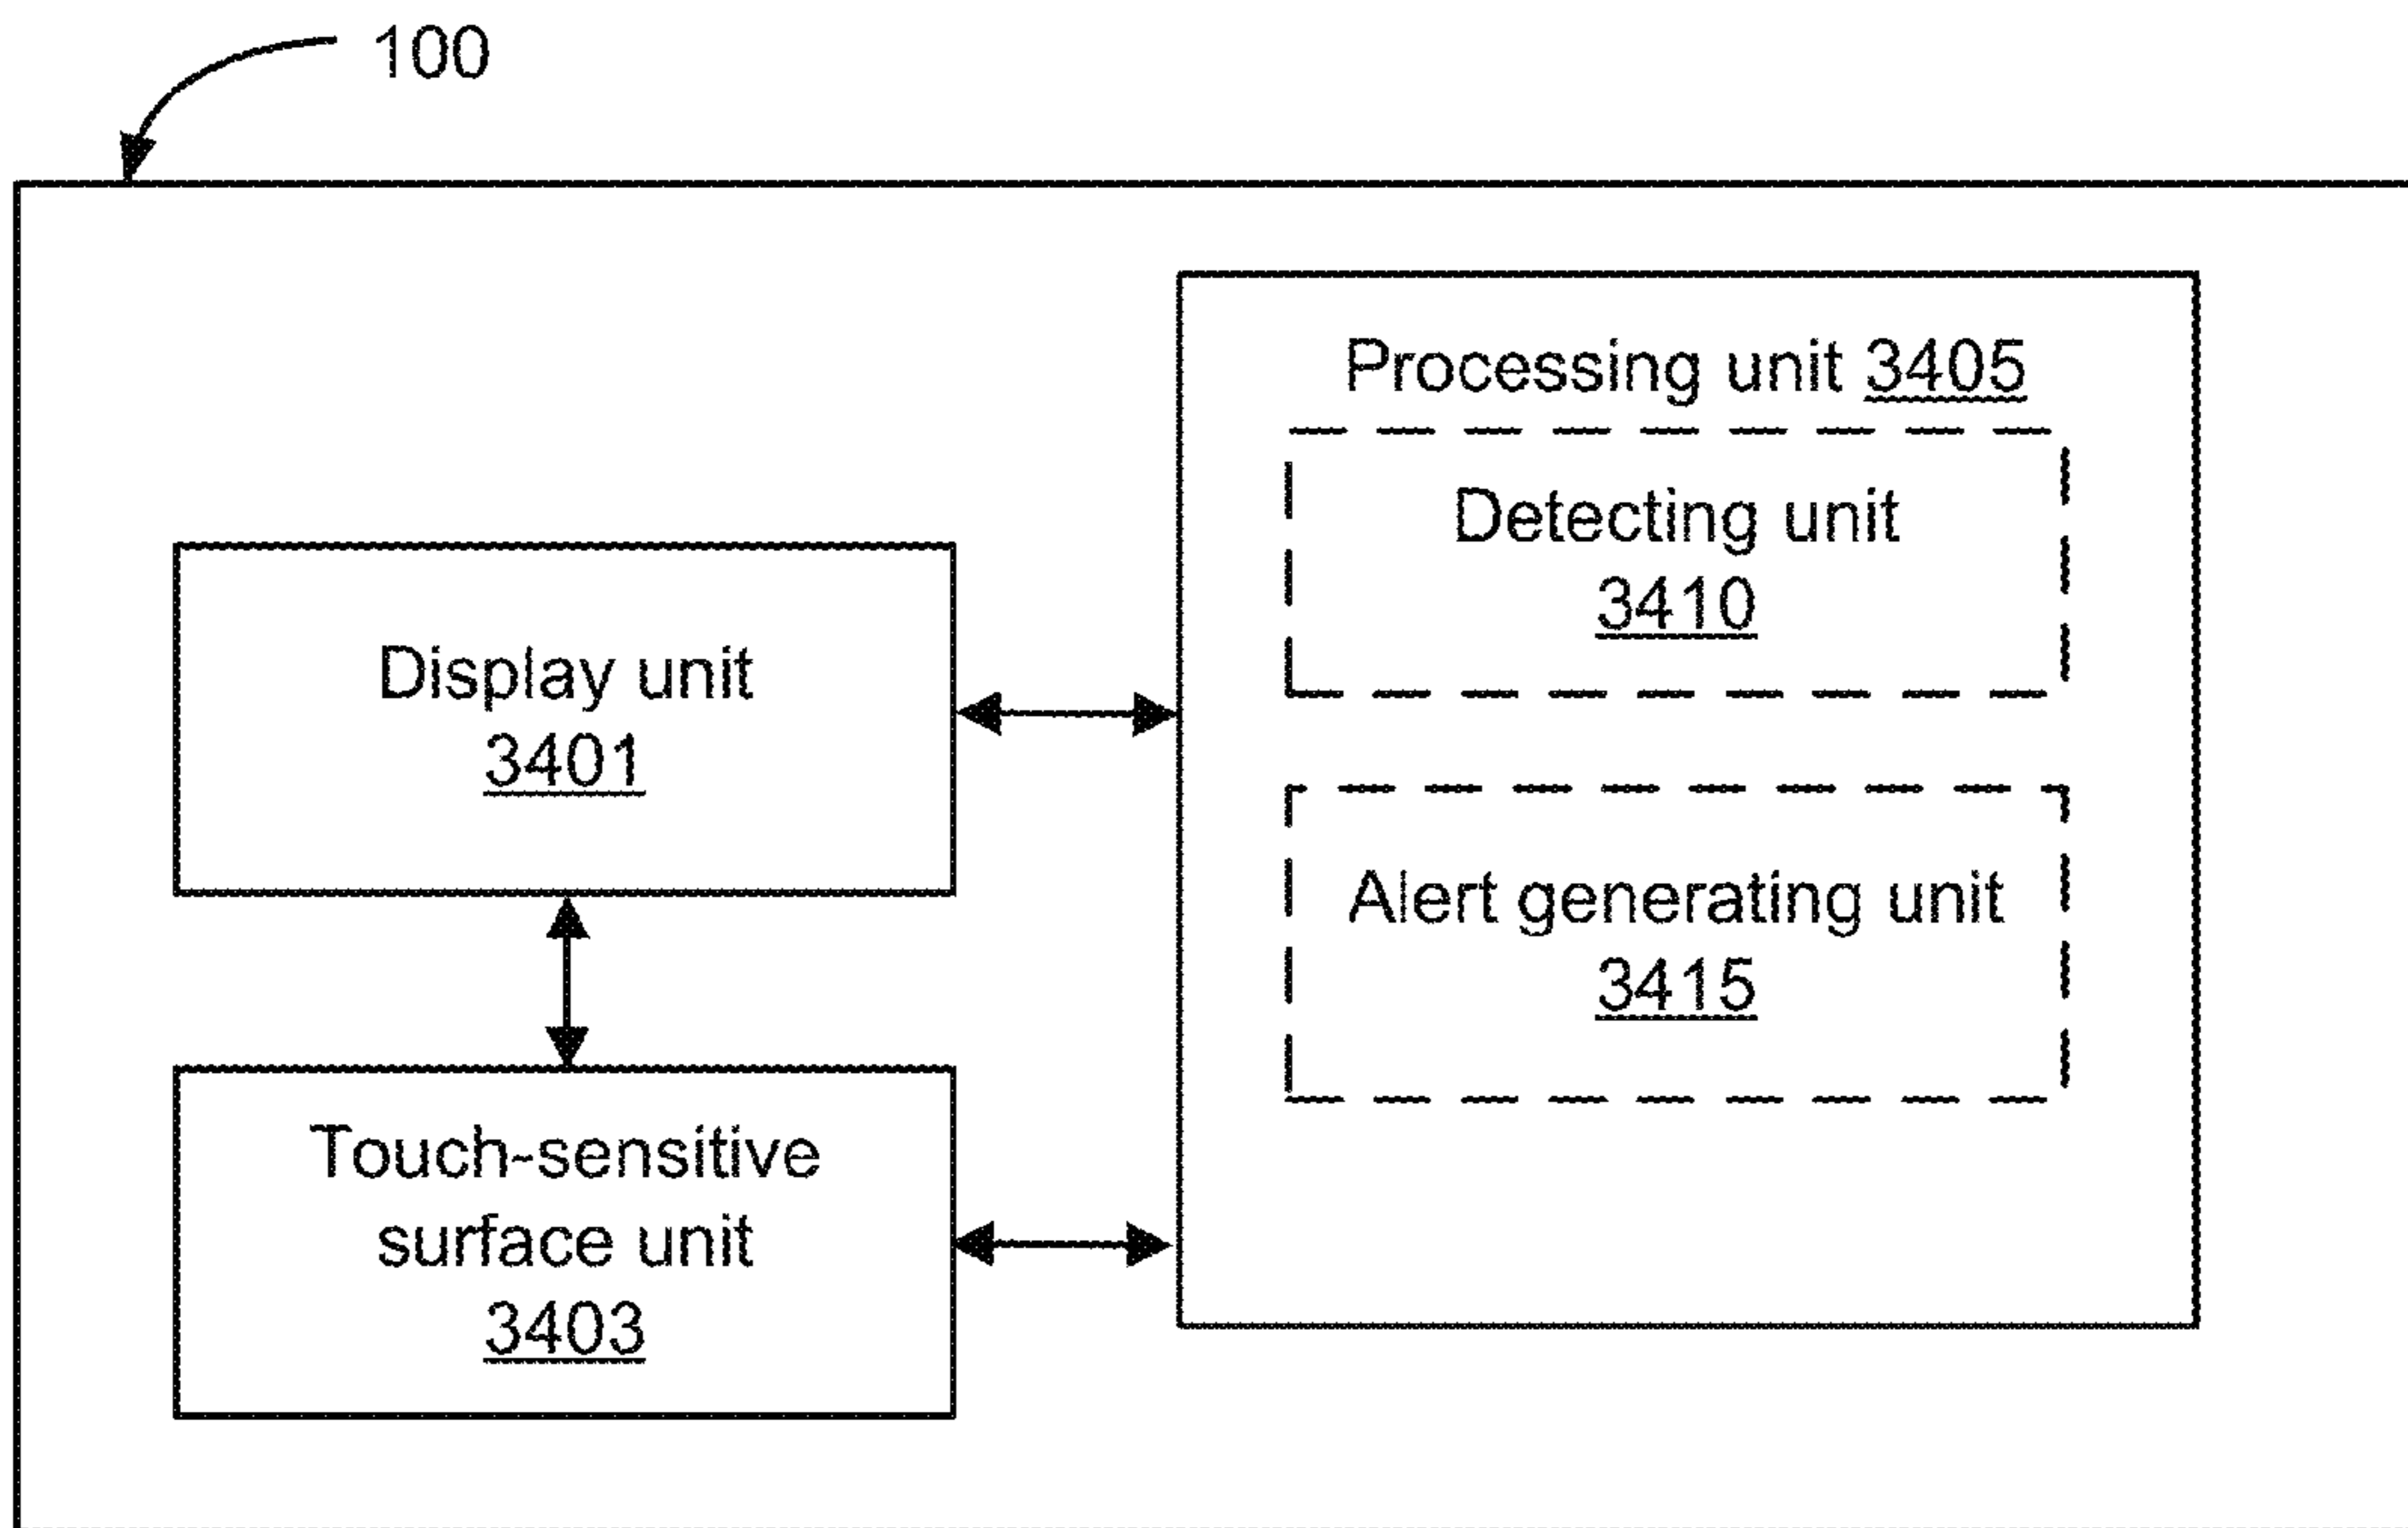 100
Processing unit 3405
Detecting unit
3410
Display unit
3401
Alert generating unit
3415
Touch-sensitive
surface unit
3403